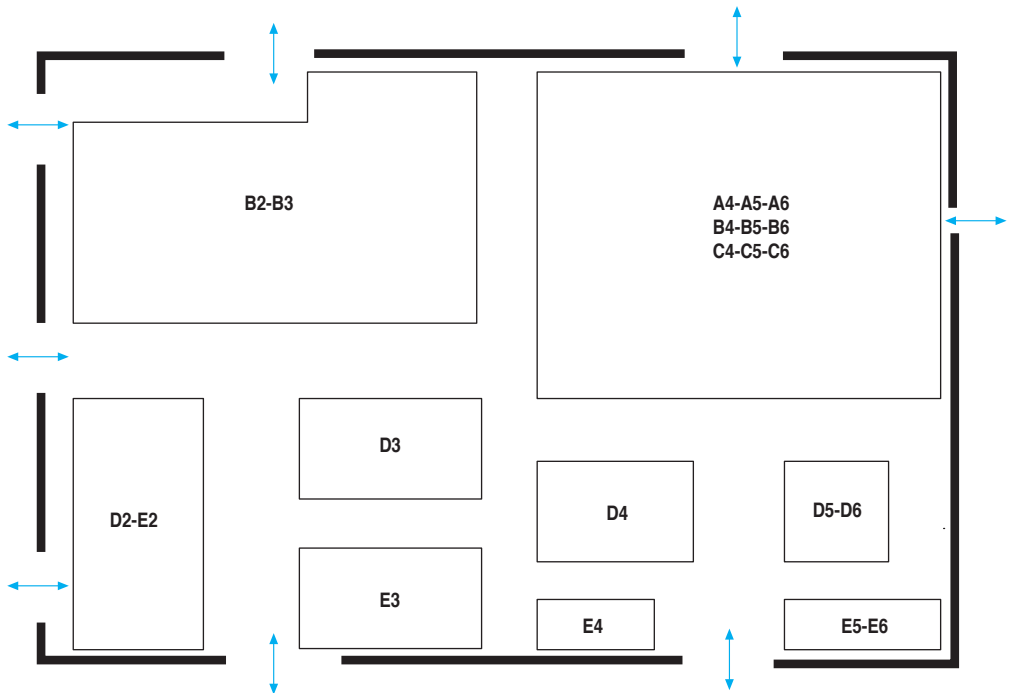 B2-B3
A4-A5-A6
B4-B5-B6
C4-C5-C6
D3
D2-E2
D4
D5-D6
E3
E4
E5-E6